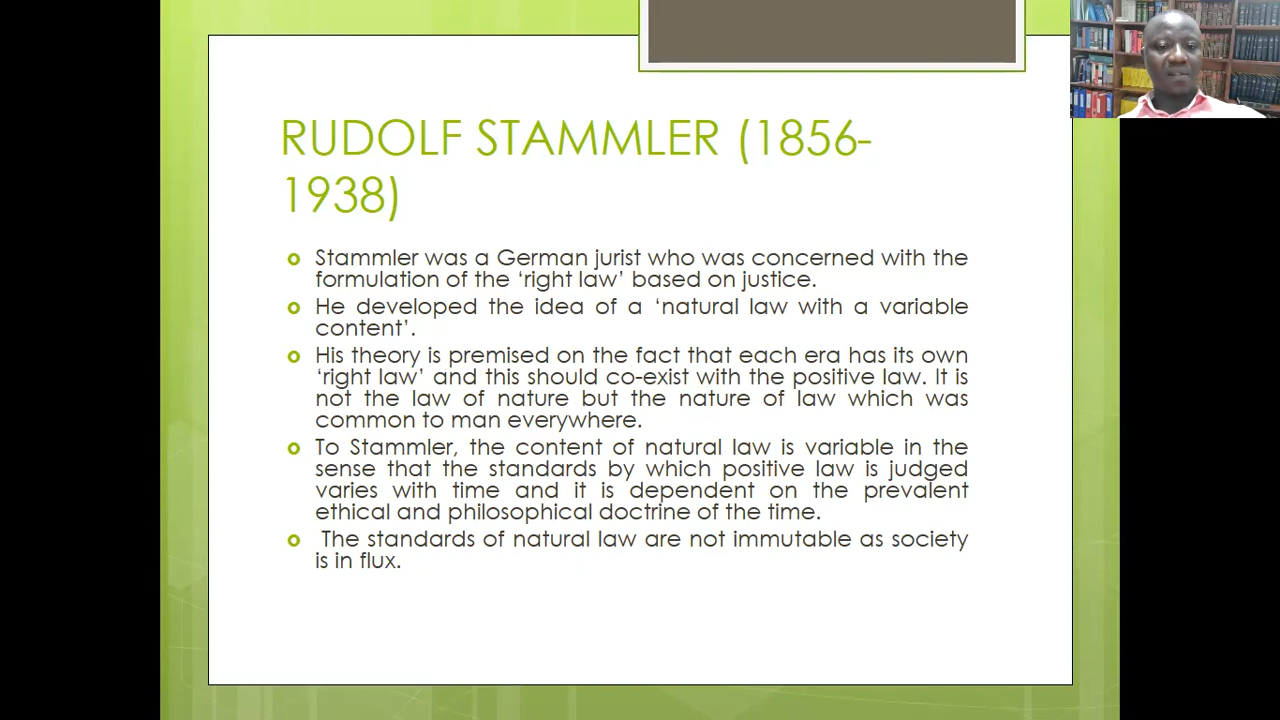 RUDOLF STAMMLER (1856-
1938)
Stammler was a German jurist who was concerned with the
formulation of the ‘right law’ based on justice.
He developed the idea of a ‘natural law with a variable
content’.
His theory is premised on the fact that each era has its own
‘right law’ and this should co-exist with the positive law. It is
not the law of nature but the nature of law which was
common to man everywhere.
To Stammler, the content of natural law is variable in the
sense that the standards by which positive law is judged
varies with time and it is dependent on the prevalent
ethical and philosophical doctrine of the time.
The standards of natural law are not immutable as society
is in flux.